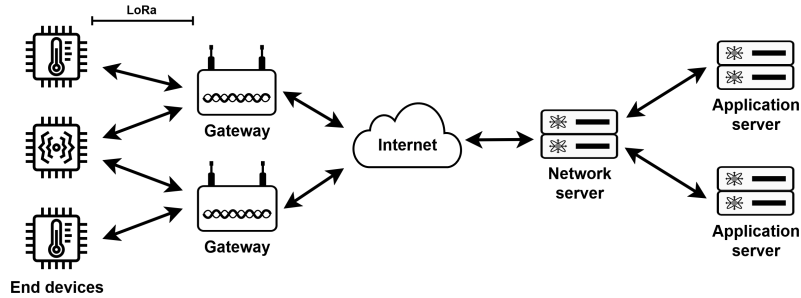 LoRa
Gateway
Gateway
End devices
Internet
Network
server
Application
server
Application
server